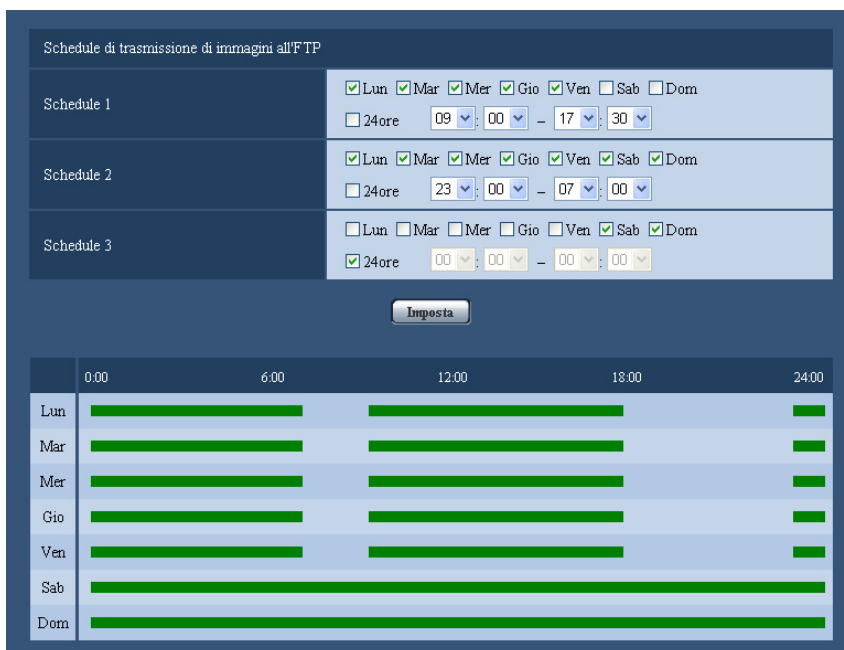 Schedule di trasmissione di immagini all'FTP
Schedule 1
Lun Mar Mer Gio Ven Sab Dom
24ore 09 : 00 – 17 : 30
Schedule 2
Lun Mar Mer Gio Ven Sab Dom
24ore 23 : 00 – 07 : 00
Schedule 3
Lun Mar Mer Gio Ven Sab Dom
24ore 00 : 00 – 00 : 00
Imposta
0:00 6:00 12:00 18:00 24:00
Lun
Mar
Mer
Gio
Ven
Sab
Dom